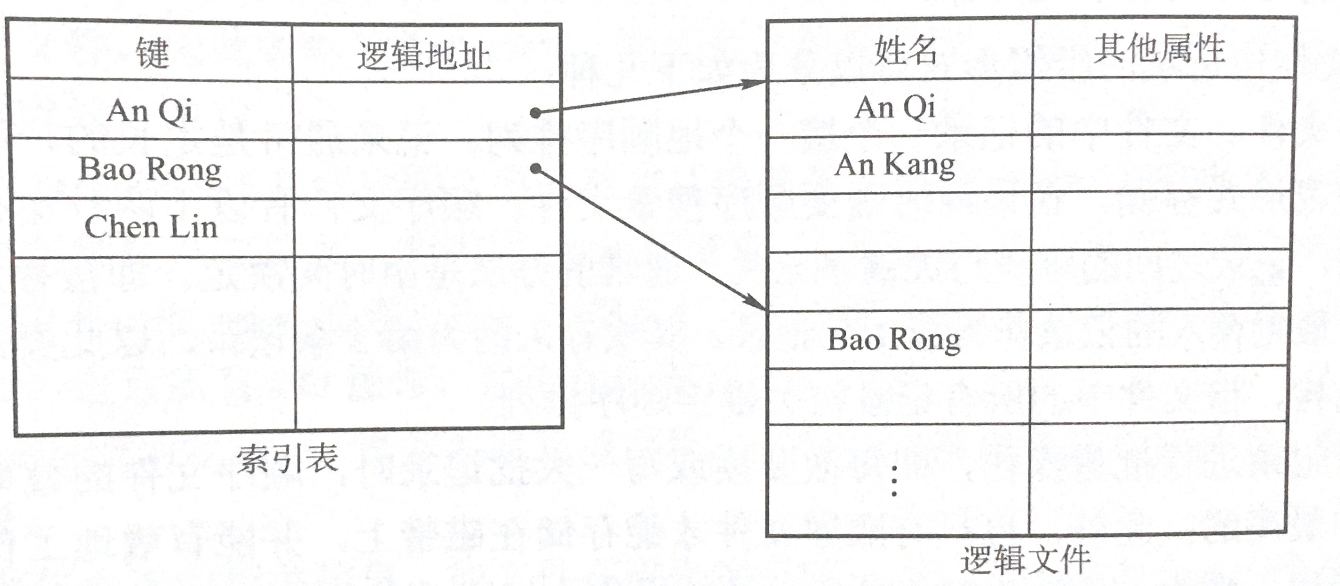 键 逻辑地址
An Qi
Bao Rong
Chen Lin
索引表
姓名 其他属性
An Qi
An Kang
Bao Rong
⋮
逻辑文件